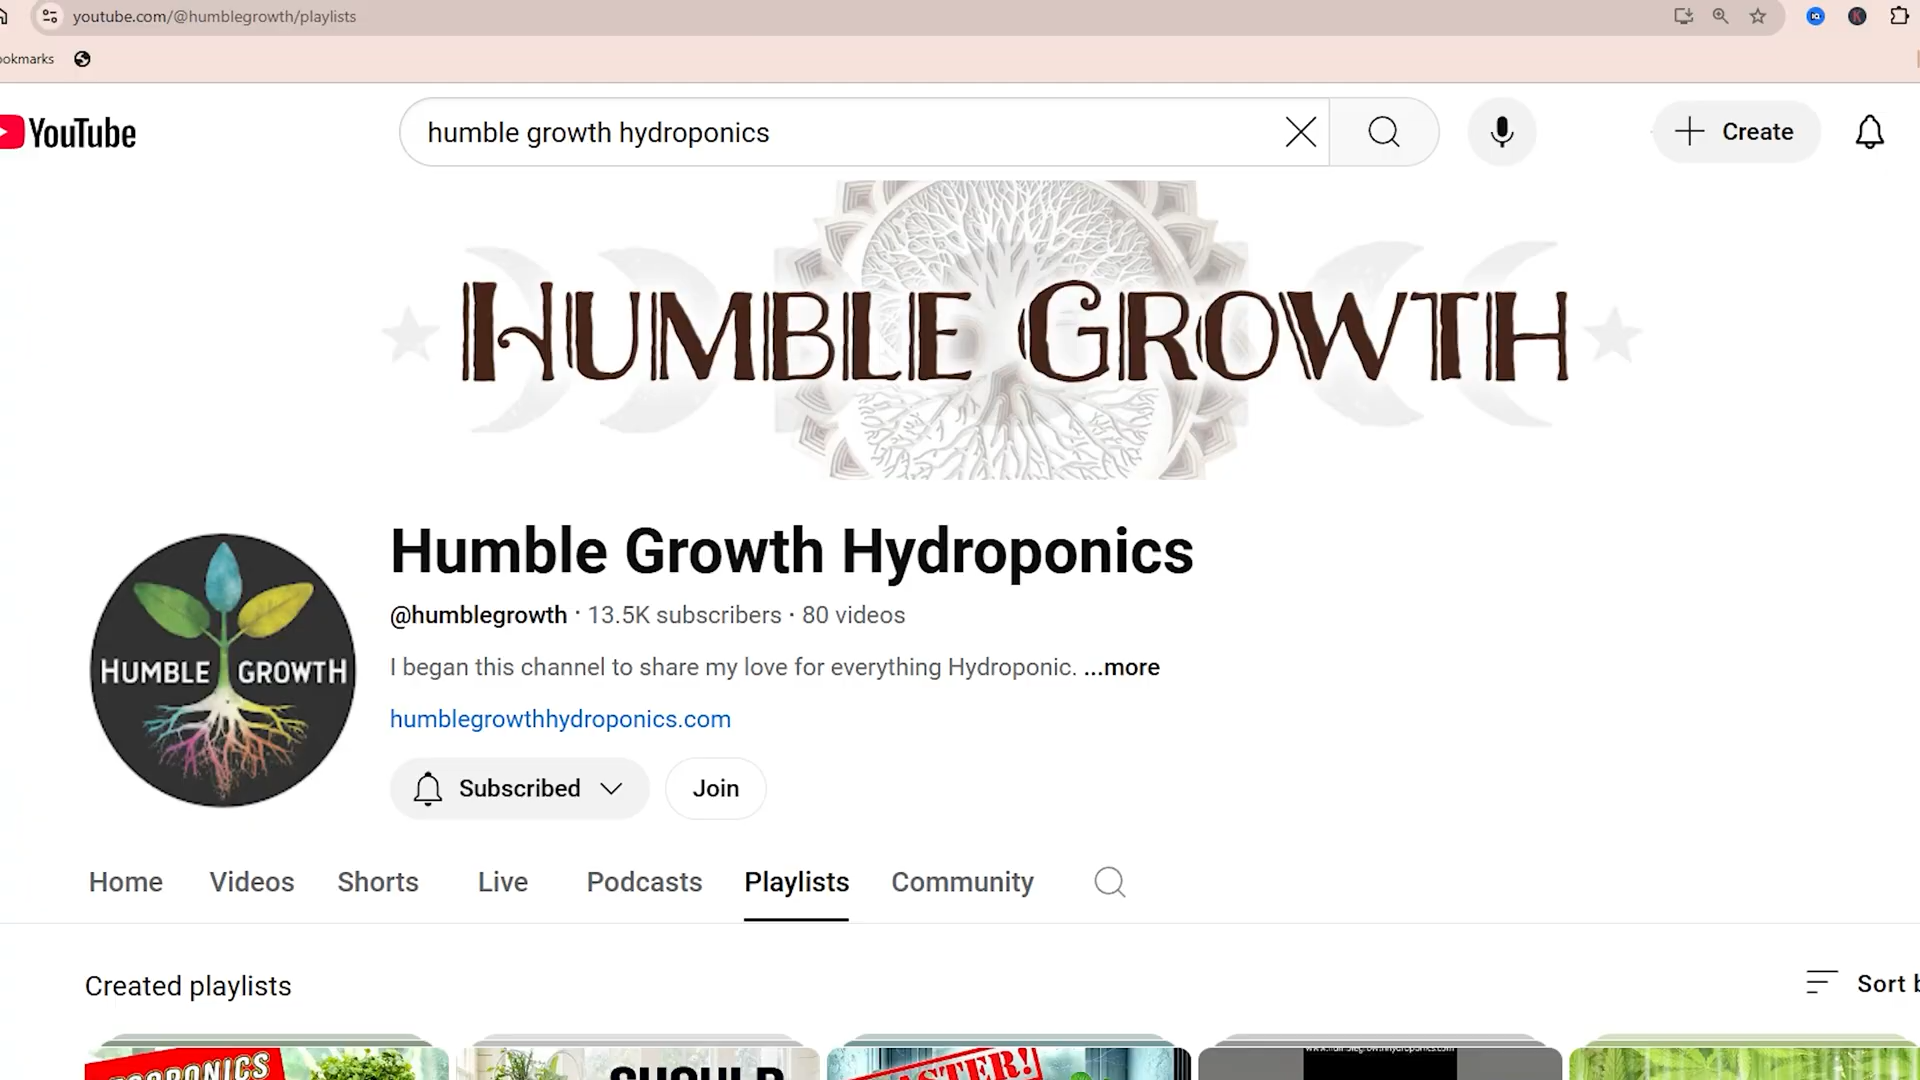 youtube.com/@humblegrowth/playlists
ookmarks
YouTube
humble growth hydroponics
Create
HUMBLE GROWTH
Humble Growth Hydroponics
@humblegrowth · 13.5K subscribers · 80 videos
HUMBLE GROWTH
I began this channel to share my love for everything Hydroponic. ...more
humblegrowthhydroponics.com
Subscribed
Join
Home Videos Shorts Live Podcasts Playlists Community
Created playlists
Sort b
SHOULD